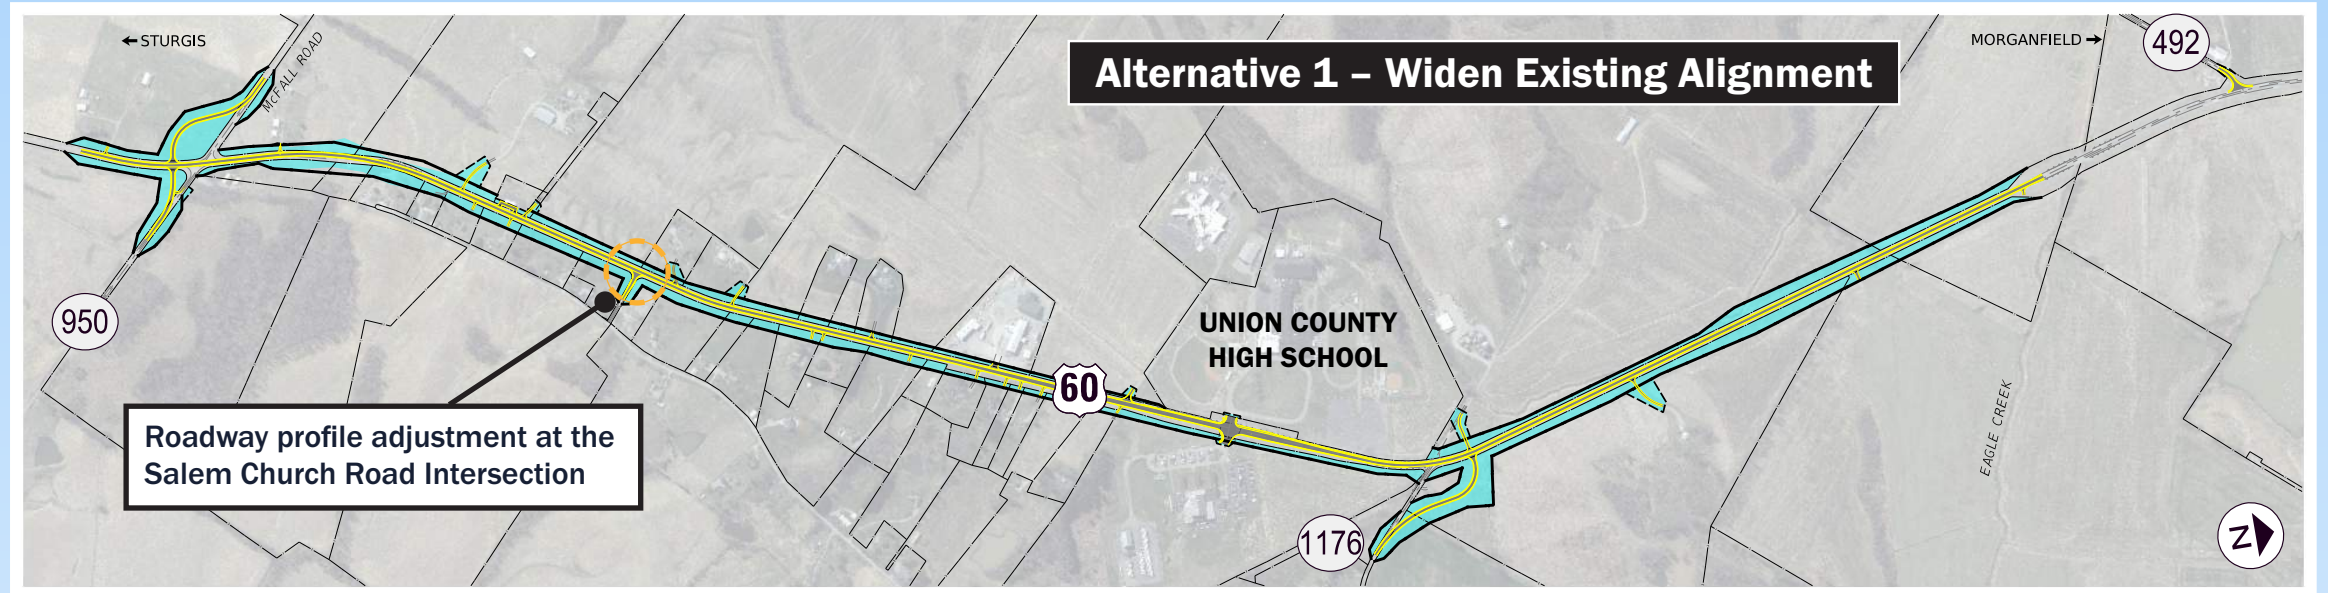 ← STURGIS
McFALL ROAD
Alternative 1 – Widen Existing Alignment
MORGANFIELD →
492
950
UNION COUNTY
HIGH SCHOOL
60
Roadway profile adjustment at the
Salem Church Road Intersection
EAGLE CREEK
1176
N